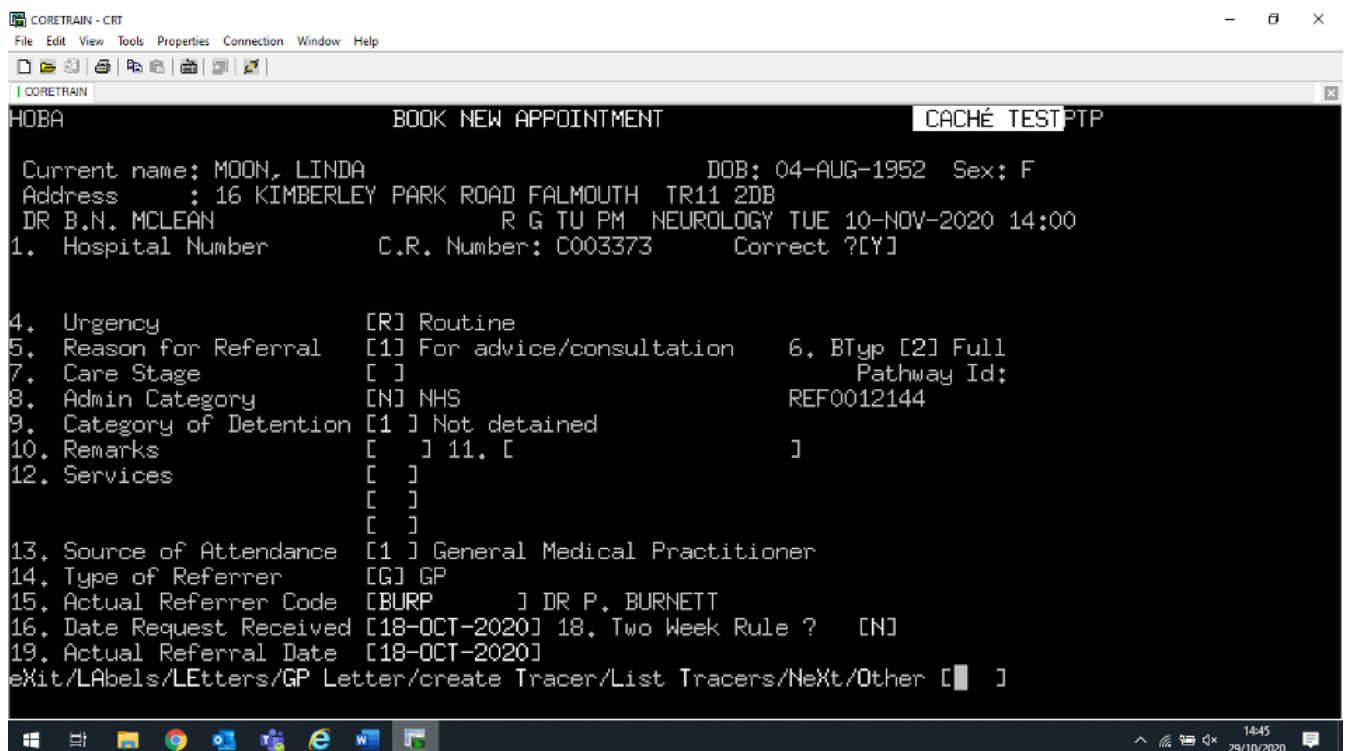 CORETRAIN - CRT
File Edit View Tools Properties Connection Window Help
CORETRAIN
HOBA BOOK NEW APPOINTMENT CACHÉ TESTPTP
Current name: MOON, LINDA DOB: 04-AUG-1952 Sex: F
Address : 16 KIMBERLEY PARK ROAD FALMOUTH TR11 2DB
DR B.N. MCLEAN R G TU PM NEUROLOGY TUE 10-NOV-2020 14:00
1. Hospital Number C.R. Number: C003373 Correct ?[Y]
4. Urgency [R] Routine
5. Reason for Referral [1] For advice/consultation 6. BTyp [2] Full
7. Care Stage [ ] Pathway Id:
8. Admin Category [N] NHS REF0012144
9. Category of Detention [1 ] Not detained
10. Remarks [ ] 11. [ ]
12. Services [ ]
[ ]
[ ]
13. Source of Attendance [1 ] General Medical Practitioner
14. Type of Referrer [G] GP
15. Actual Referrer Code [BURP ] DR P. BURNETT
16. Date Request Received [18-OCT-2020] 18. Two Week Rule ? [N]
19. Actual Referral Date [18-OCT-2020]
eXit/LAbels/LEtters/GP Letter/create Tracer/List Tracers/NeXt/Other [ ]
14:45
29/10/2020